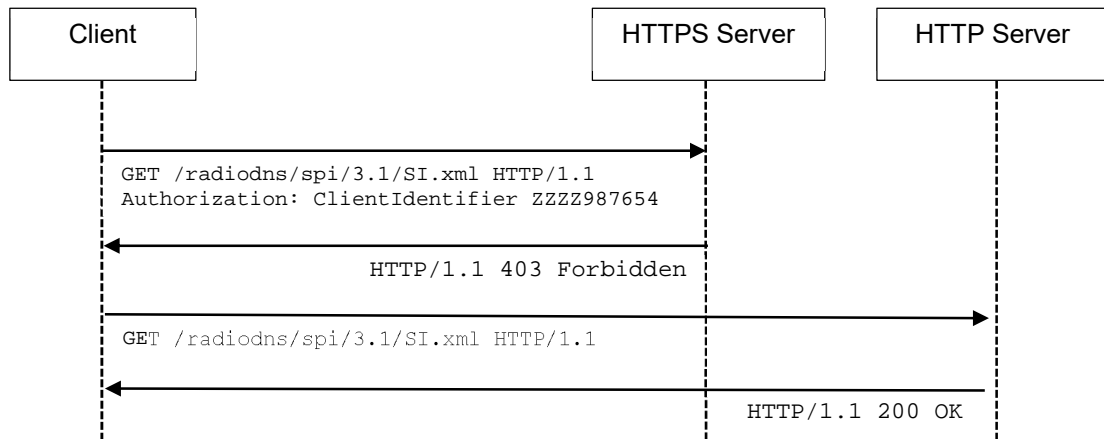 Client
HTTPS Server
HTTP Server
GET /radiodns/spi/3.1/SI.xml HTTP/1.1
Authorization: ClientIdentifier ZZZZ987654
HTTP/1.1 403 Forbidden
GET /radiodns/spi/3.1/SI.xml HTTP/1.1
HTTP/1.1 200 OK